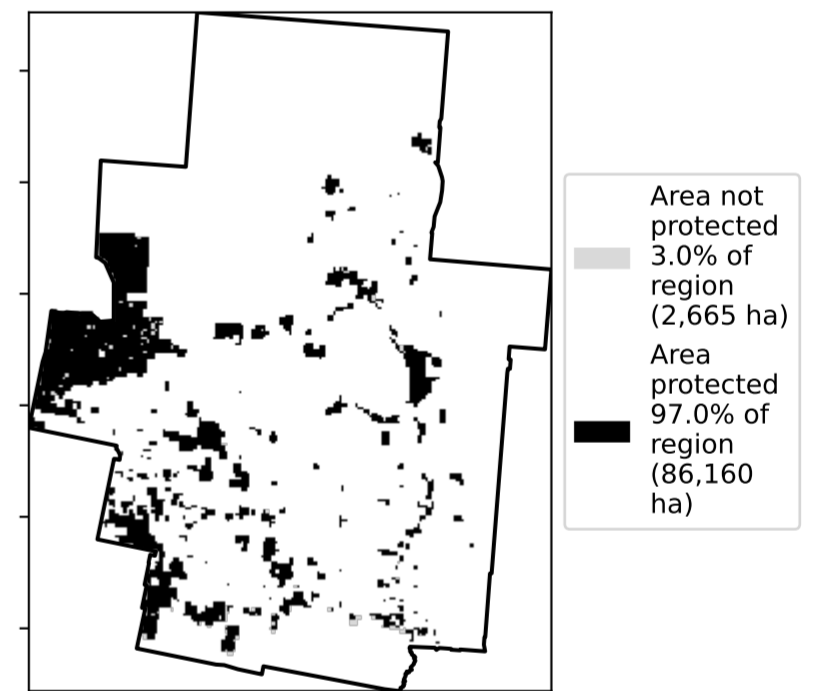 Area not
protected
3.0% of
region
(2,665 ha)
Area
protected
97.0% of
region
(86,160
ha)